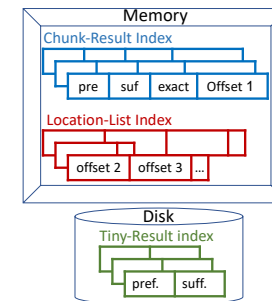 Memory
Chunk-Result Index
pre suf exact Offset 1
Location-List Index
offset 2 offset 3 ...
Disk
Tiny-Result index
pref. suff.